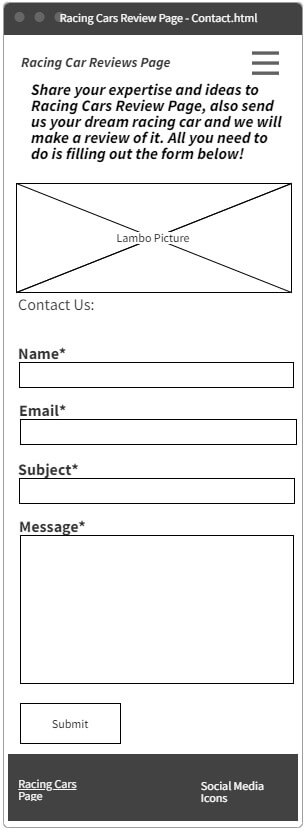 Racing Cars Review Page - Contact.html
Racing Car Reviews Page
Share your expertise and ideas to
Racing Cars Review Page, also send
us your dream racing car and we will
make a review of it. All you need to
do is filling out the form below!
Lambo Picture
Contact Us:
Name*
Email*
Subject*
Message*
Submit
Racing Cars
Page
Social Media
Icons